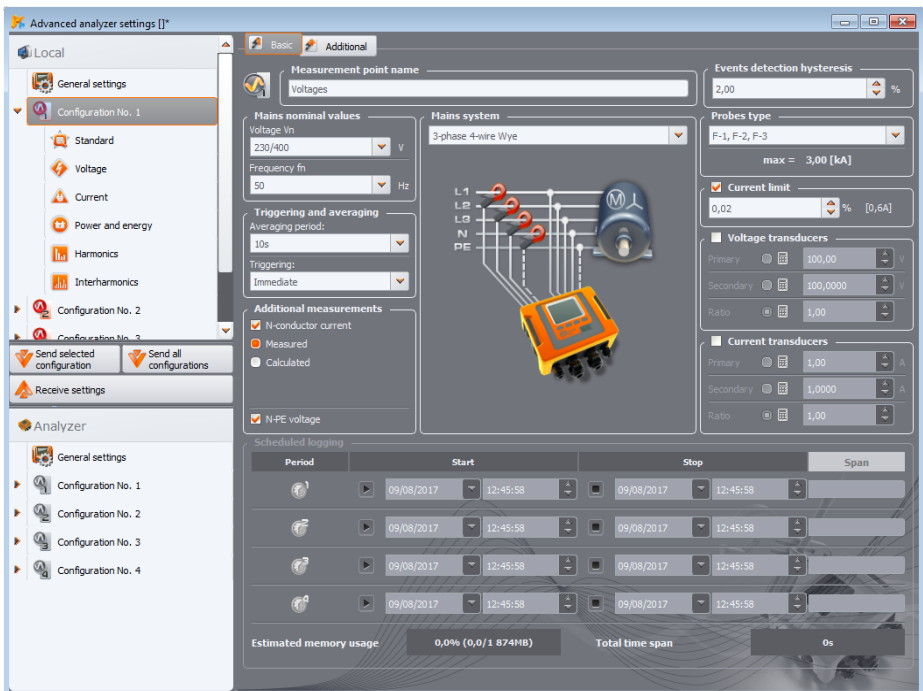 Advanced analyzer settings []*
Local
General settings
Configuration No. 1
Standard
Voltage
Current
Power and energy
Harmonics
Interharmonics
Configuration No. 2
Configuration No. 3
Send selected configuration
Send all configurations
Receive settings
Analyzer
General settings
Configuration No. 1
Configuration No. 2
Configuration No. 3
Configuration No. 4
Basic
Additional
Measurement point name
Voltages
Events detection hysteresis
2,00 %
Mains nominal values
Voltage Vn
230/400 V
Frequency fn
50 Hz
Triggering and averaging
Averaging period:
10s
Triggering:
Immediate
Additional measurements
N-conductor current
Measured
Calculated
N-PE voltage
Mains system
3-phase 4-wire Wye
L1
L2
L3
N
PE
M
Probes type
F-1, F-2, F-3
max = 3,00 [kA]
Current limit
0,02 % [0,6A]
Voltage transducers
Primary 100,00 V
Secondary 100,0000 V
Ratio 1,00
Current transducers
Primary 1,00 A
Secondary 1,0000 A
Ratio 1,00
Scheduled logging
Period Start Stop Span
1 09/08/2017 12:45:58 09/08/2017 12:45:58
2 09/08/2017 12:45:58 09/08/2017 12:45:58
3 09/08/2017 12:45:58 09/08/2017 12:45:58
4 09/08/2017 12:45:58 09/08/2017 12:45:58
Estimated memory usage 0,0% (0,0/1 874MB) Total time span 0s